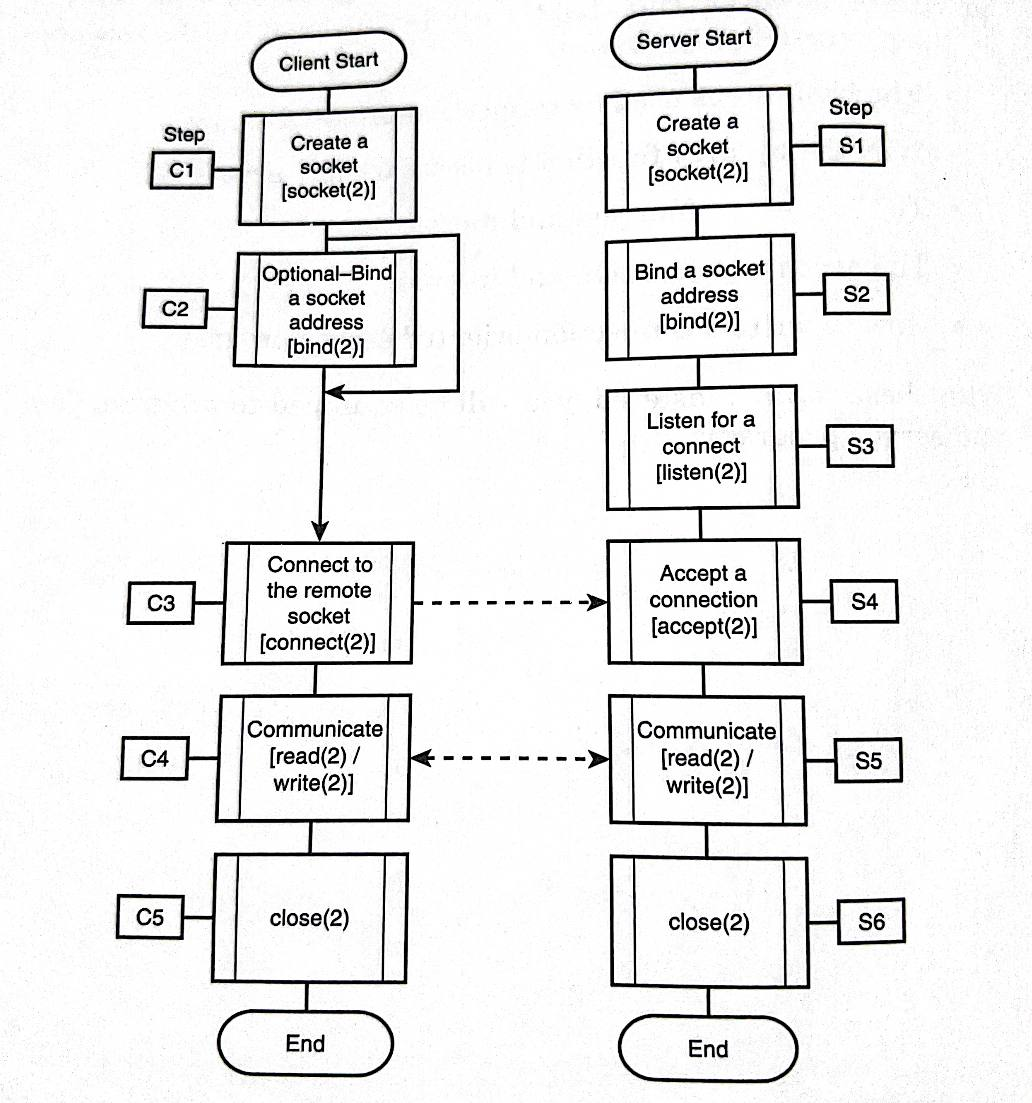 Client Start
Step
C1
Create a
socket
[socket(2)]
C2
Optional–Bind
a socket
address
[bind(2)]
C3
Connect to
the remote
socket
[connect(2)]
C4
Communicate
[read(2) /
write(2)]
C5
close(2)
End
Server Start
Step
S1
Create a
socket
[socket(2)]
S2
Bind a socket
address
[bind(2)]
S3
Listen for a
connect
[listen(2)]
S4
Accept a
connection
[accept(2)]
S5
Communicate
[read(2) /
write(2)]
S6
close(2)
End